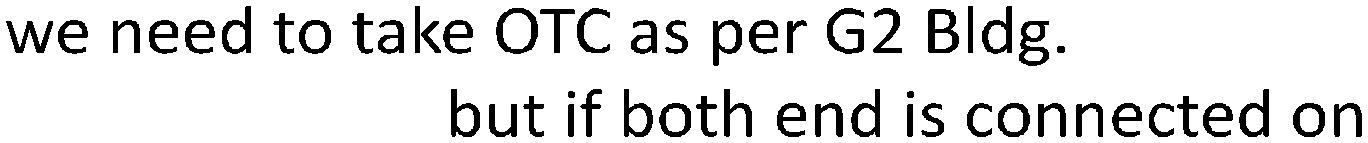 we need to take OTC as per G2 Bldg.
but if both end is connected on